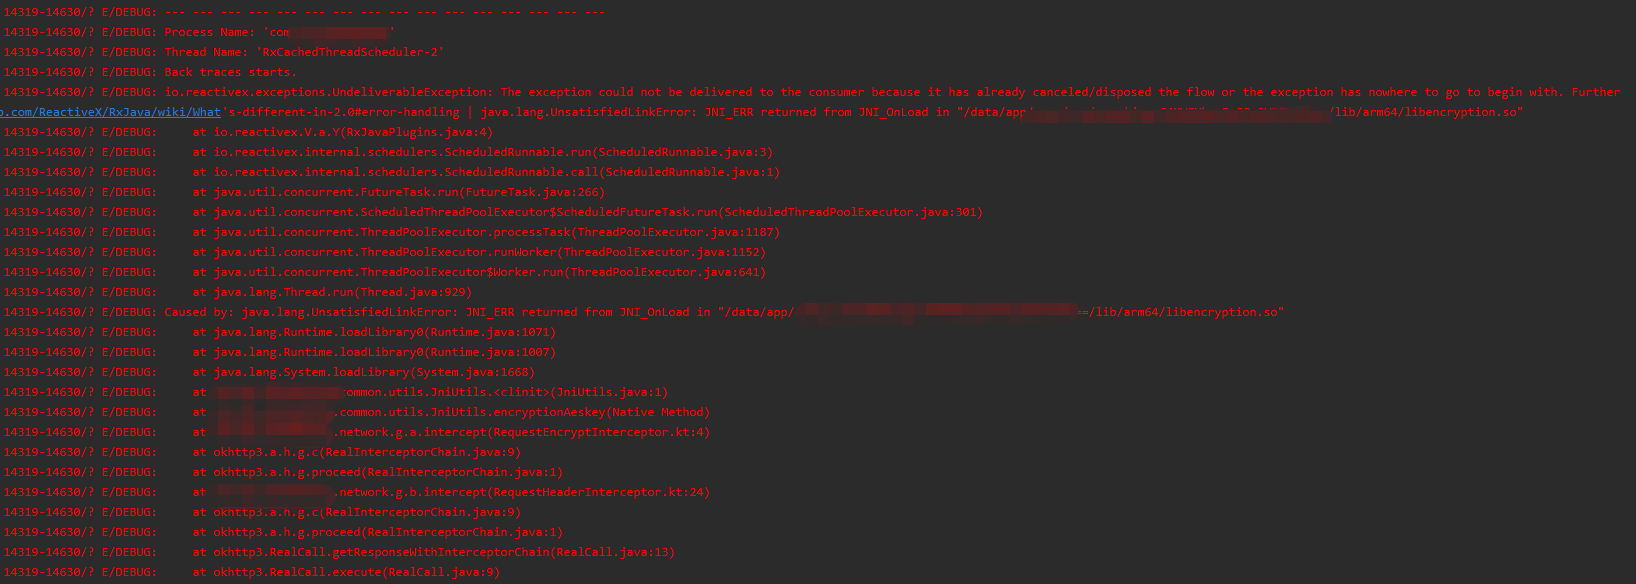 14319-14630/? E/DEBUG: --- --- --- --- --- --- --- --- --- --- --- --- --- --- --- ---
14319-14630/? E/DEBUG: Process Name: 'com'
14319-14630/? E/DEBUG: Thread Name: 'RxCachedThreadScheduler-2'
14319-14630/? E/DEBUG: Back traces starts.
14319-14630/? E/DEBUG: io.reactivex.exceptions.UndeliverableException: The exception could not be delivered to the consumer because it has already canceled/disposed the flow or the exception has nowhere to go to begin with. Further
o.com/ReactiveX/RxJava/wiki/What's-different-in-2.0#error-handling | java.lang.UnsatisfiedLinkError: JNI_ERR returned from JNI_OnLoad in "/data/app/lib/arm64/libencryption.so"
14319-14630/? E/DEBUG:     at io.reactivex.V.a.Y(RxJavaPlugins.java:4)
14319-14630/? E/DEBUG:     at io.reactivex.internal.schedulers.ScheduledRunnable.run(ScheduledRunnable.java:3)
14319-14630/? E/DEBUG:     at io.reactivex.internal.schedulers.ScheduledRunnable.call(ScheduledRunnable.java:1)
14319-14630/? E/DEBUG:     at java.util.concurrent.FutureTask.run(FutureTask.java:266)
14319-14630/? E/DEBUG:     at java.util.concurrent.ScheduledThreadPoolExecutor$ScheduledFutureTask.run(ScheduledThreadPoolExecutor.java:301)
14319-14630/? E/DEBUG:     at java.util.concurrent.ThreadPoolExecutor.processTask(ThreadPoolExecutor.java:1187)
14319-14630/? E/DEBUG:     at java.util.concurrent.ThreadPoolExecutor.runWorker(ThreadPoolExecutor.java:1152)
14319-14630/? E/DEBUG:     at java.util.concurrent.ThreadPoolExecutor$Worker.run(ThreadPoolExecutor.java:641)
14319-14630/? E/DEBUG:     at java.lang.Thread.run(Thread.java:929)
14319-14630/? E/DEBUG: Caused by: java.lang.UnsatisfiedLinkError: JNI_ERR returned from JNI_OnLoad in "/data/app/==/lib/arm64/libencryption.so"
14319-14630/? E/DEBUG:     at java.lang.Runtime.loadLibrary0(Runtime.java:1071)
14319-14630/? E/DEBUG:     at java.lang.Runtime.loadLibrary0(Runtime.java:1007)
14319-14630/? E/DEBUG:     at java.lang.System.loadLibrary(System.java:1668)
14319-14630/? E/DEBUG:     at common.utils.JniUtils.<clinit>(JniUtils.java:1)
14319-14630/? E/DEBUG:     at .common.utils.JniUtils.encryptionAeskey(Native Method)
14319-14630/? E/DEBUG:     at .network.g.a.intercept(RequestEncryptInterceptor.kt:4)
14319-14630/? E/DEBUG:     at okhttp3.a.h.g.c(RealInterceptorChain.java:9)
14319-14630/? E/DEBUG:     at okhttp3.a.h.g.proceed(RealInterceptorChain.java:1)
14319-14630/? E/DEBUG:     at .network.g.b.intercept(RequestHeaderInterceptor.kt:24)
14319-14630/? E/DEBUG:     at okhttp3.a.h.g.c(RealInterceptorChain.java:9)
14319-14630/? E/DEBUG:     at okhttp3.a.h.g.proceed(RealInterceptorChain.java:1)
14319-14630/? E/DEBUG:     at okhttp3.RealCall.getResponseWithInterceptorChain(RealCall.java:13)
14319-14630/? E/DEBUG:     at okhttp3.RealCall.execute(RealCall.java:9)